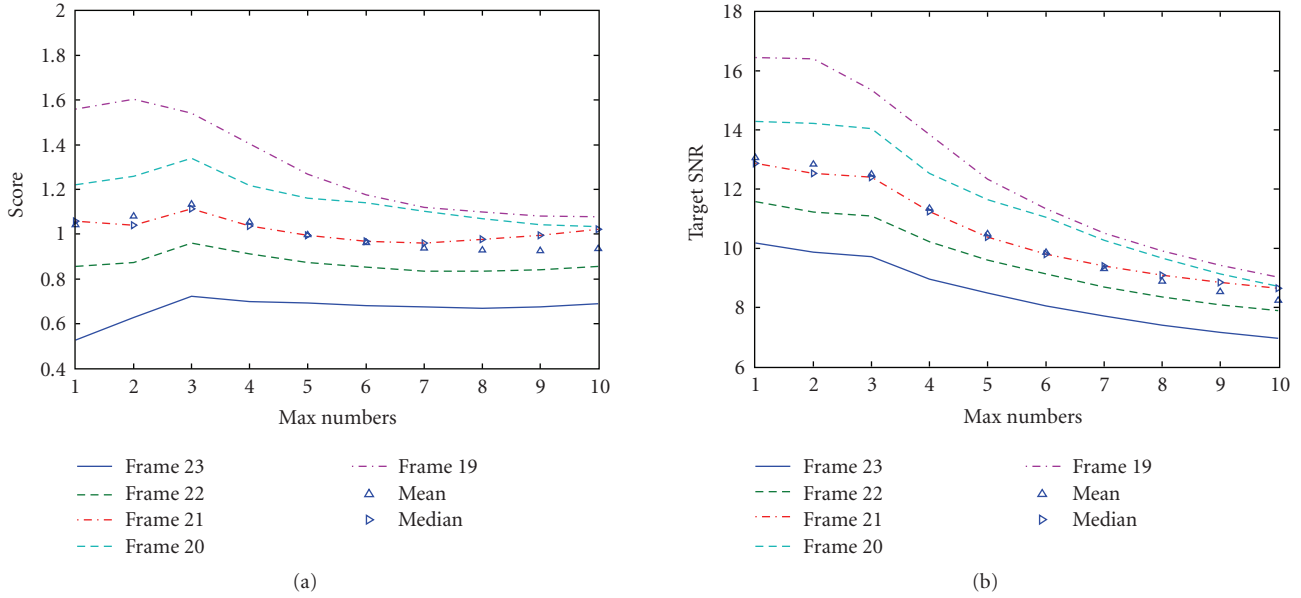 2
1.8
1.6
1.4
1.2
1
0.8
0.6
0.4
Score
1 2 3 4 5 6 7 8 9 10
Max numbers
Frame 23
Frame 22
Frame 21
Frame 20
Frame 19
Mean
Median
(a)
18
16
14
12
10
8
6
Target SNR
1 2 3 4 5 6 7 8 9 10
Max numbers
Frame 23
Frame 22
Frame 21
Frame 20
Frame 19
Mean
Median
(b)